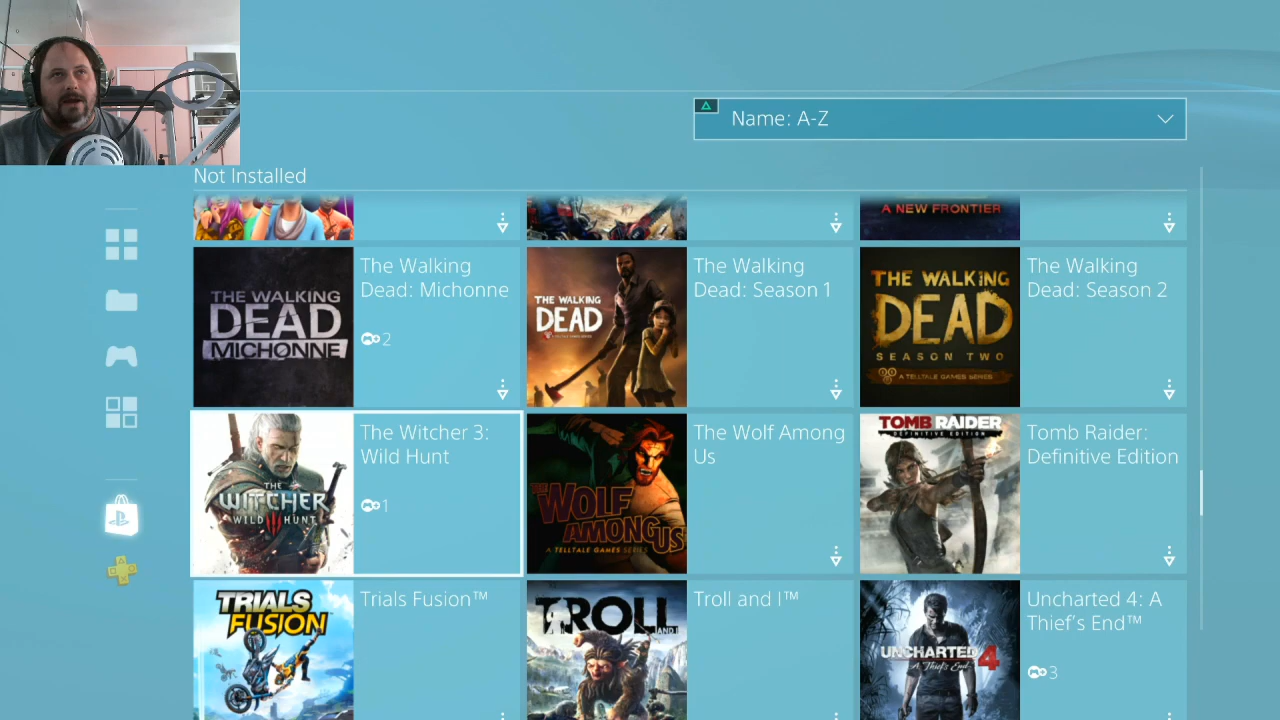 Name: A-Z
Not Installed
A NEW FRONTIER
THE WALKING
DEAD
MICHONNE
The Walking
Dead: Michonne
2
THE WALKING
DEAD
The Walking
Dead: Season 1
THE WALKING
DEAD
SEASON TWO
A TELLTALE GAMES SERIES
The Walking
Dead: Season 2
THE
WITCHER
WILD HUNT
The Witcher 3:
Wild Hunt
1
THE
WOLF
AMONG US
A TELLTALE GAMES SERIES
The Wolf Among
Us
TOMB RAIDER
DEFINITIVE EDITION
Tomb Raider:
Definitive Edition
TRIALS
FUSION
Trials Fusion™
TROLL
AND I
Troll and I™
UNCHARTED 4
A Thief's End™
Uncharted 4: A
Thief's End™
3